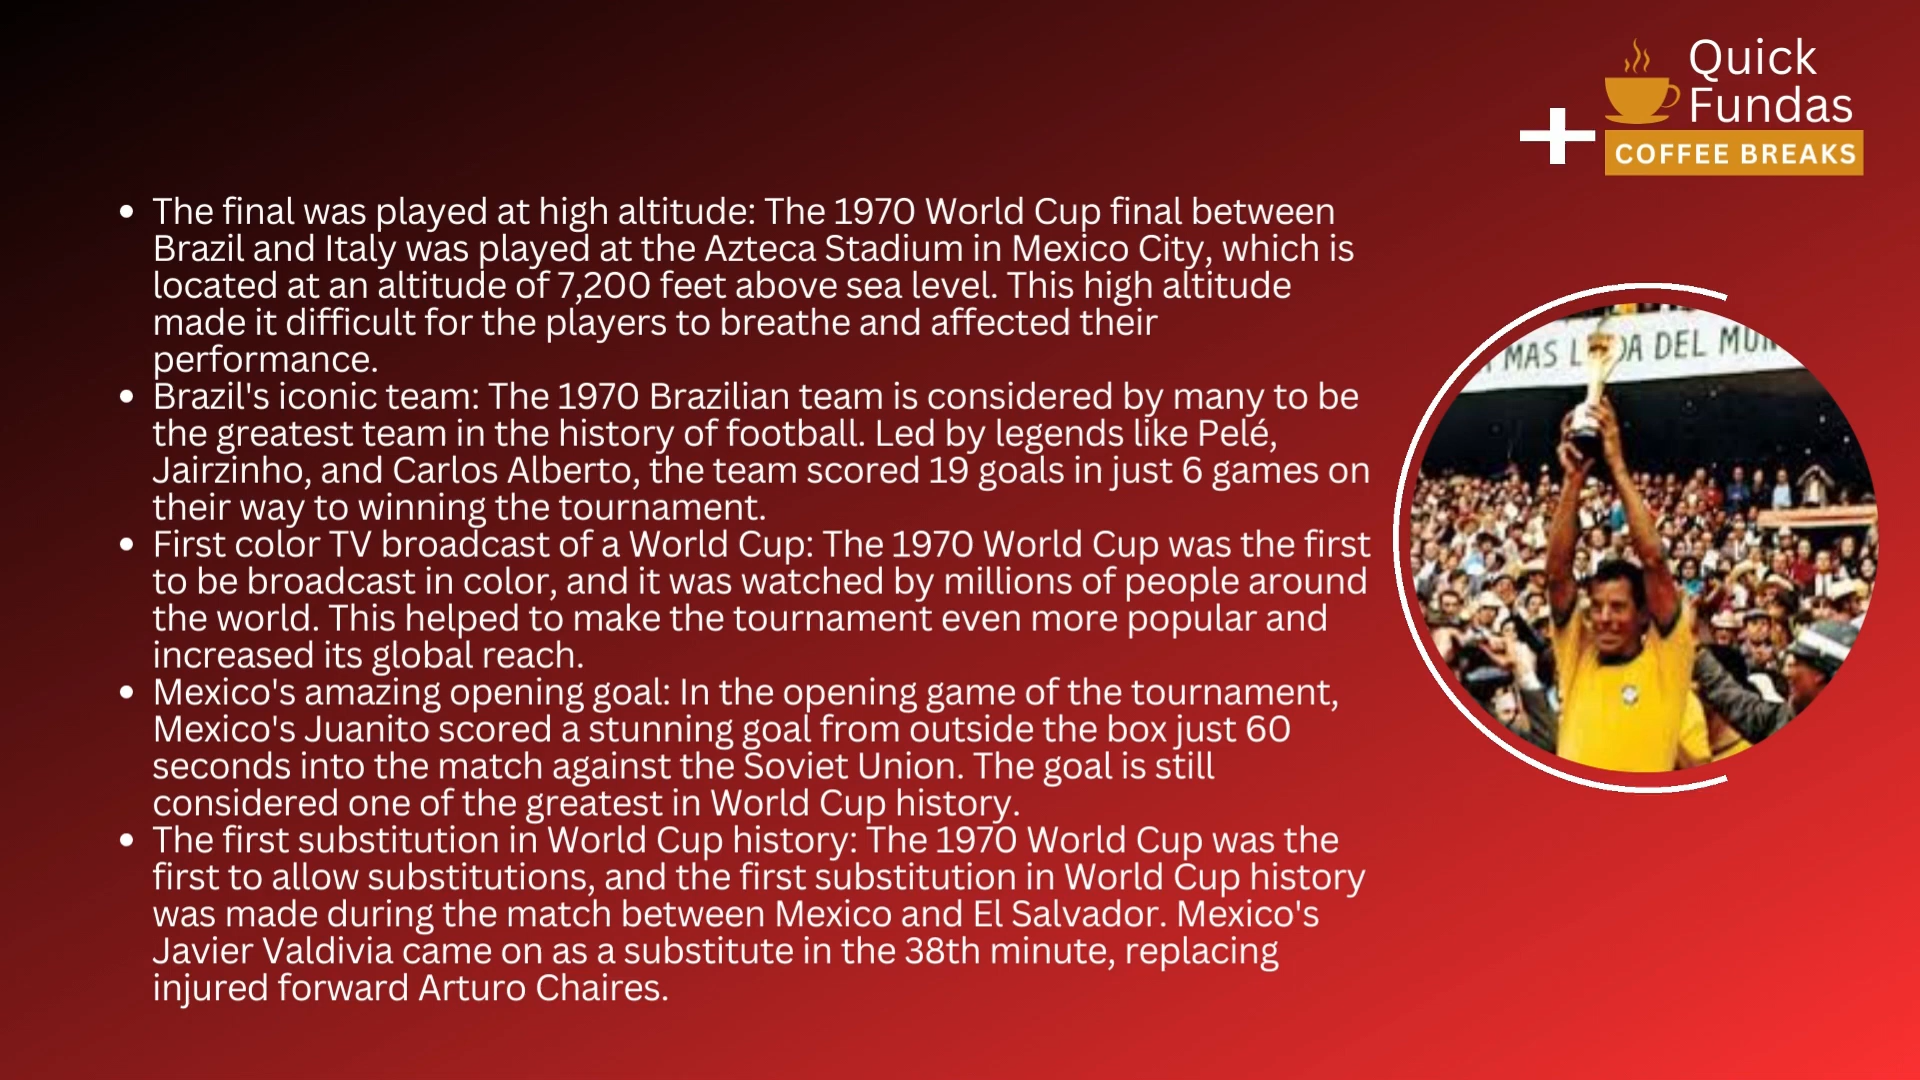 Quick
Fundas
COFFEE BREAKS
• The final was played at high altitude: The 1970 World Cup final between
Brazil and Italy was played at the Azteca Stadium in Mexico City, which is
located at an altitude of 7,200 feet above sea level. This high altitude
made it difficult for the players to breathe and affected their
performance.
• Brazil's iconic team: The 1970 Brazilian team is considered by many to be
the greatest team in the history of football. Led by legends like Pelé,
Jairzinho, and Carlos Alberto, the team scored 19 goals in just 6 games on
their way to winning the tournament.
• First color TV broadcast of a World Cup: The 1970 World Cup was the first
to be broadcast in color, and it was watched by millions of people around
the world. This helped to make the tournament even more popular and
increased its global reach.
• Mexico's amazing opening goal: In the opening game of the tournament,
Mexico's Juanito scored a stunning goal from outside the box just 60
seconds into the match against the Soviet Union. The goal is still
considered one of the greatest in World Cup history.
• The first substitution in World Cup history: The 1970 World Cup was the
first to allow substitutions, and the first substitution in World Cup history
was made during the match between Mexico and El Salvador. Mexico's
Javier Valdivia came on as a substitute in the 38th minute, replacing
injured forward Arturo Chaires.
MAS DEL